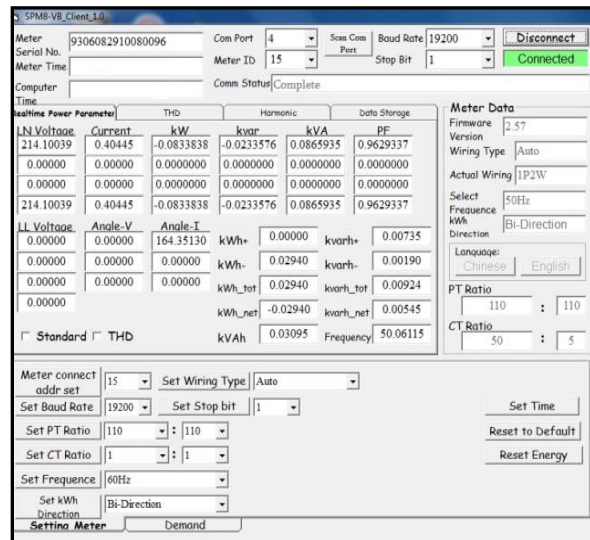 SPM8-VB_Client_1.0
Meter Serial No. 9306082910080096 Com Port 4 Scan Com Port Baud Rate 19200 Disconnect
Meter Time Meter ID 15 Stop Bit 1 Connected
Computer Time Comm Status Complete
Realtime Power Parameter THD Harmonic Data Storage
LN Voltage Current kW kvar kVA PF
214.10039 0.40445 -0.0833838 -0.0233576 0.0865935 0.9629337
0.00000 0.00000 0.0000000 0.0000000 0.0000000 0.0000000
0.00000 0.00000 0.0000000 0.0000000 0.0000000 0.0000000
214.10039 0.40445 -0.0833838 -0.0233576 0.0865935 0.9629337
LL Voltage Angle-V Angle-I
0.00000 0.00000 164.35130 kWh+ 0.00000 kvarh+ 0.00735
0.00000 0.00000 0.00000 kWh- 0.02940 kvarh- 0.00190
0.00000 0.00000 0.00000 kWh_tot 0.02940 kvarh_tot 0.00924
0.00000 kWh_net -0.02940 kvarh_net 0.00545
Standard THD kVAh 0.03095 Frequency 50.06115
Meter Data
Firmware Version 2.57
Wiring Type Auto
Actual Wiring 1P2W
Select Frequence 50Hz
kWh Direction Bi-Direction
Language:
Chinese English
PT Ratio
110 : 110
CT Ratio
50 : 5
Meter connect addr set 15 Set Wiring Type Auto
Set Baud Rate 19200 Set Stop bit 1 Set Time
Set PT Ratio 110 : 110 Reset to Default
Set CT Ratio 1 : 1 Reset Energy
Set Frequence 60Hz
Set kWh Direction Bi-Direction
Setting Meter Demand